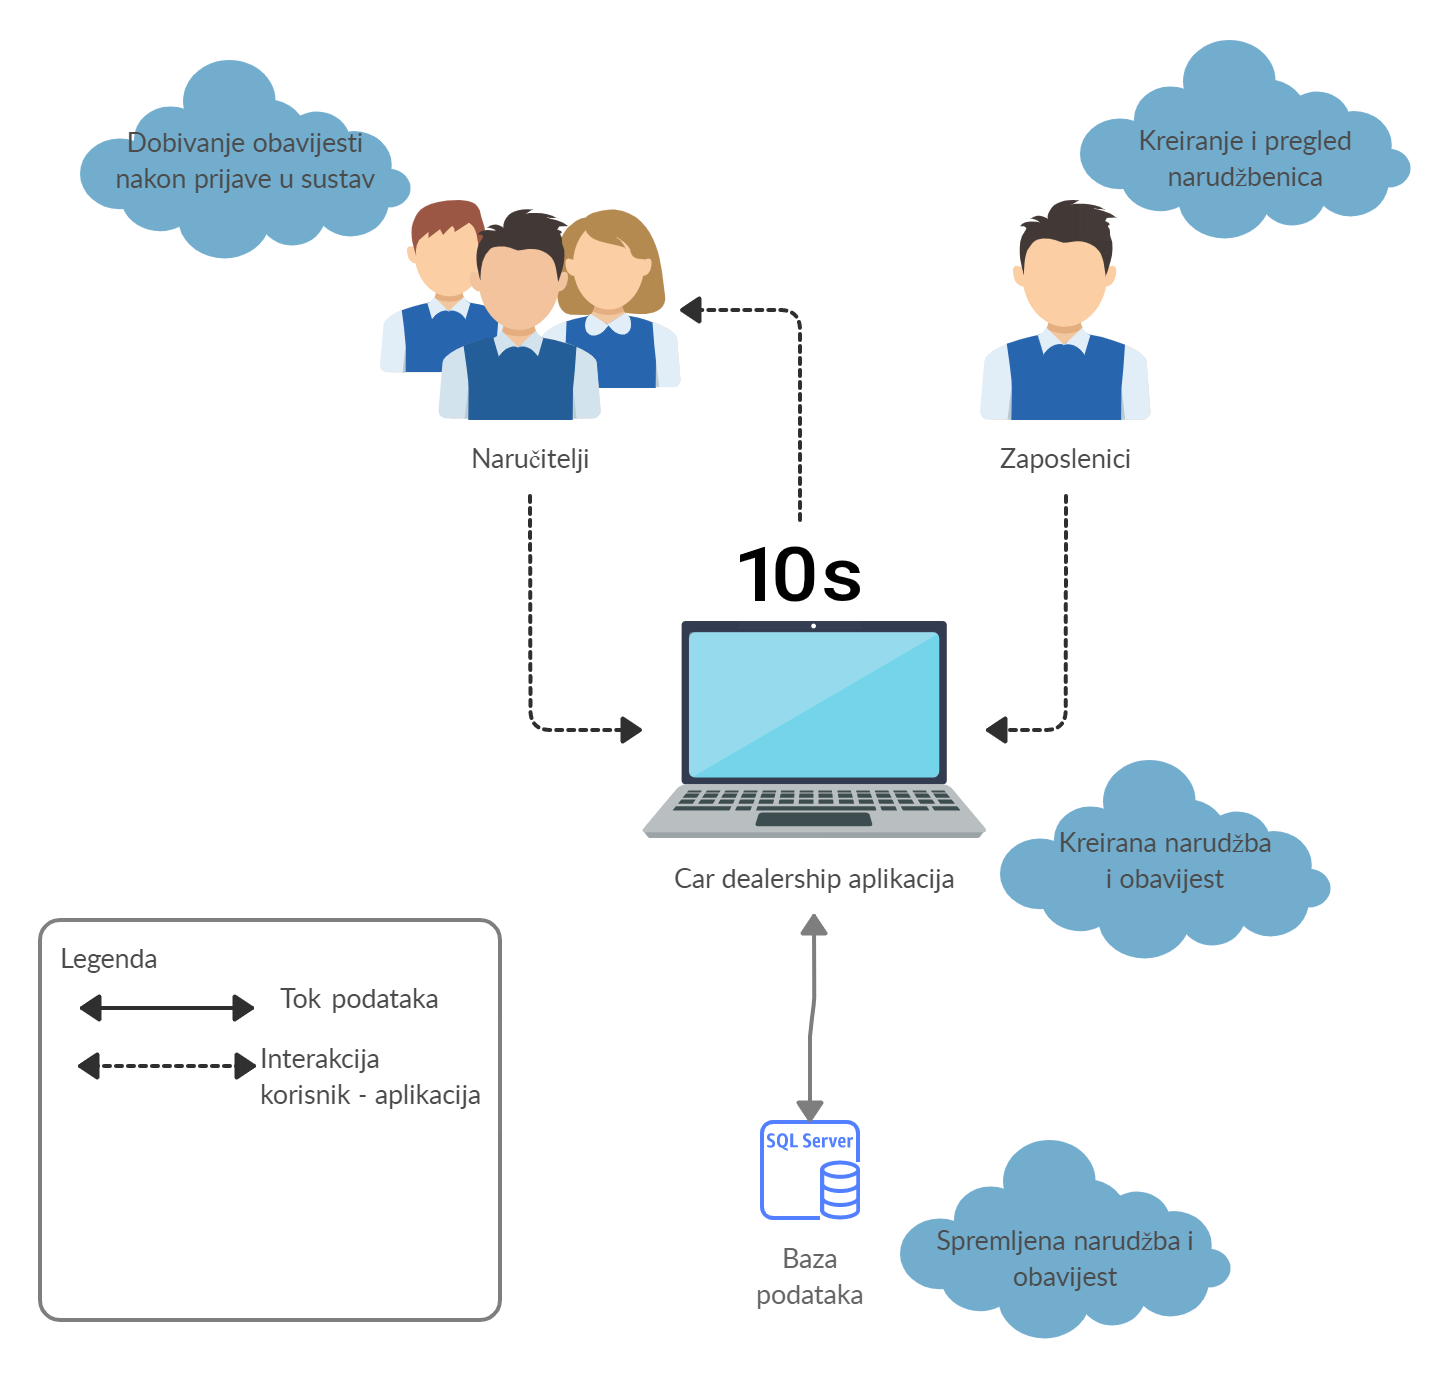 Dobivanje obavijesti
nakon prijave u sustav
Kreiranje i pregled
narudžbenica
Naručitelji
Zaposlenici
10s
Car dealership aplikacija
Kreirana narudžba
i obavijest
Legenda
Tok podataka
Interakcija
korisnik - aplikacija
SQL Server
Baza
podataka
Spremljena narudžba i
obavijest